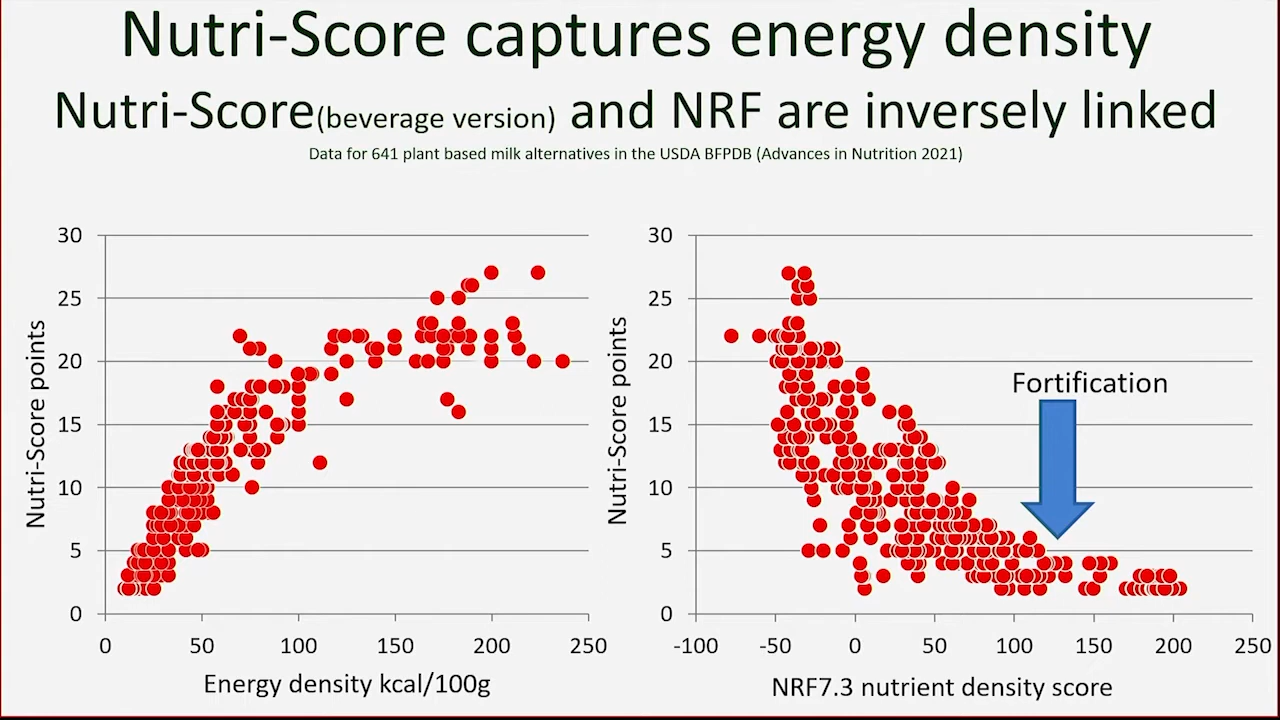 Nutri-Score captures energy density
Nutri-Score(beverage version) and NRF are inversely linked
Data for 641 plant based milk alternatives in the USDA BFPDB (Advances in Nutrition 2021)
Nutri-Score points
30
25
20
15
10
5
0
0 50 100 150 200 250
Energy density kcal/100g
Nutri-Score points
30
25
20
15
10
5
0
Fortification
-100 -50 0 50 100 150 200 250
NRF7.3 nutrient density score